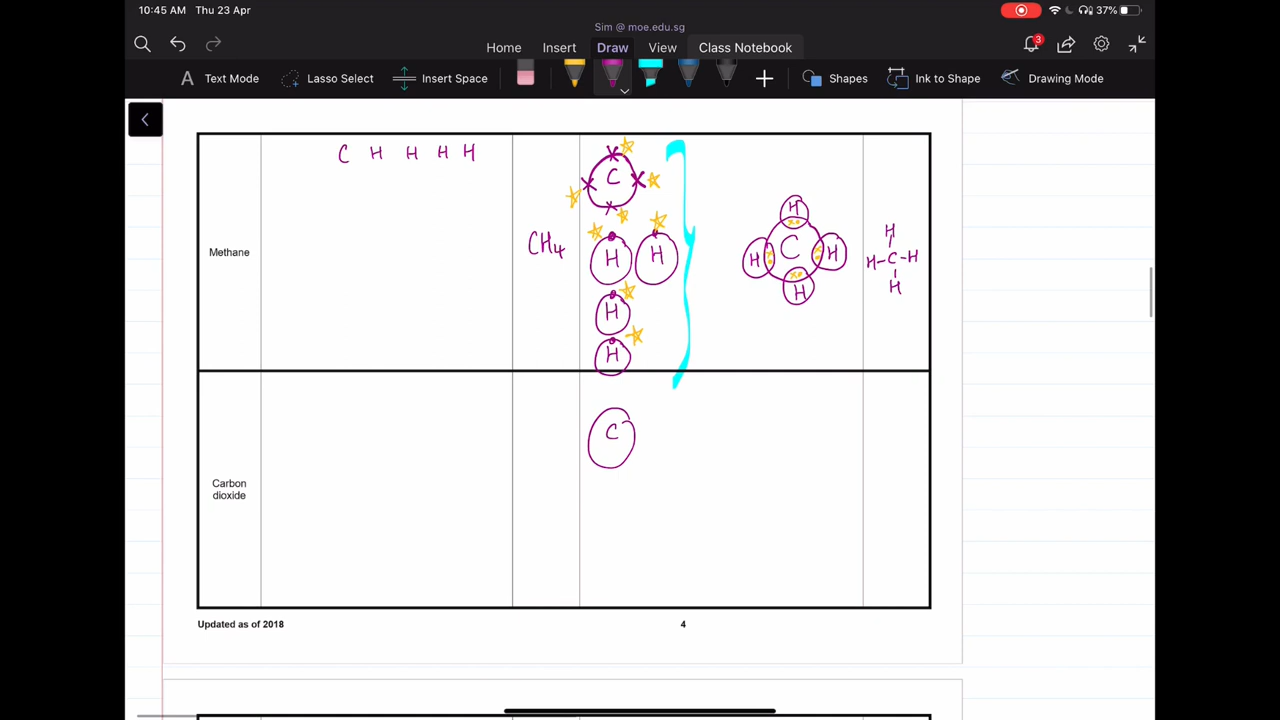 10:45 AM Thu 23 Apr
37%
Sim @ moe.edu.sg
Home Insert Draw View Class Notebook
3
A Text Mode Lasso Select Insert Space Shapes Ink to Shape Drawing Mode
Methane
C H H H H
CH4
C
H H
H
H
H
H C H
H
H
H-C-H
H
Carbon
dioxide
C
Updated as of 2018
4